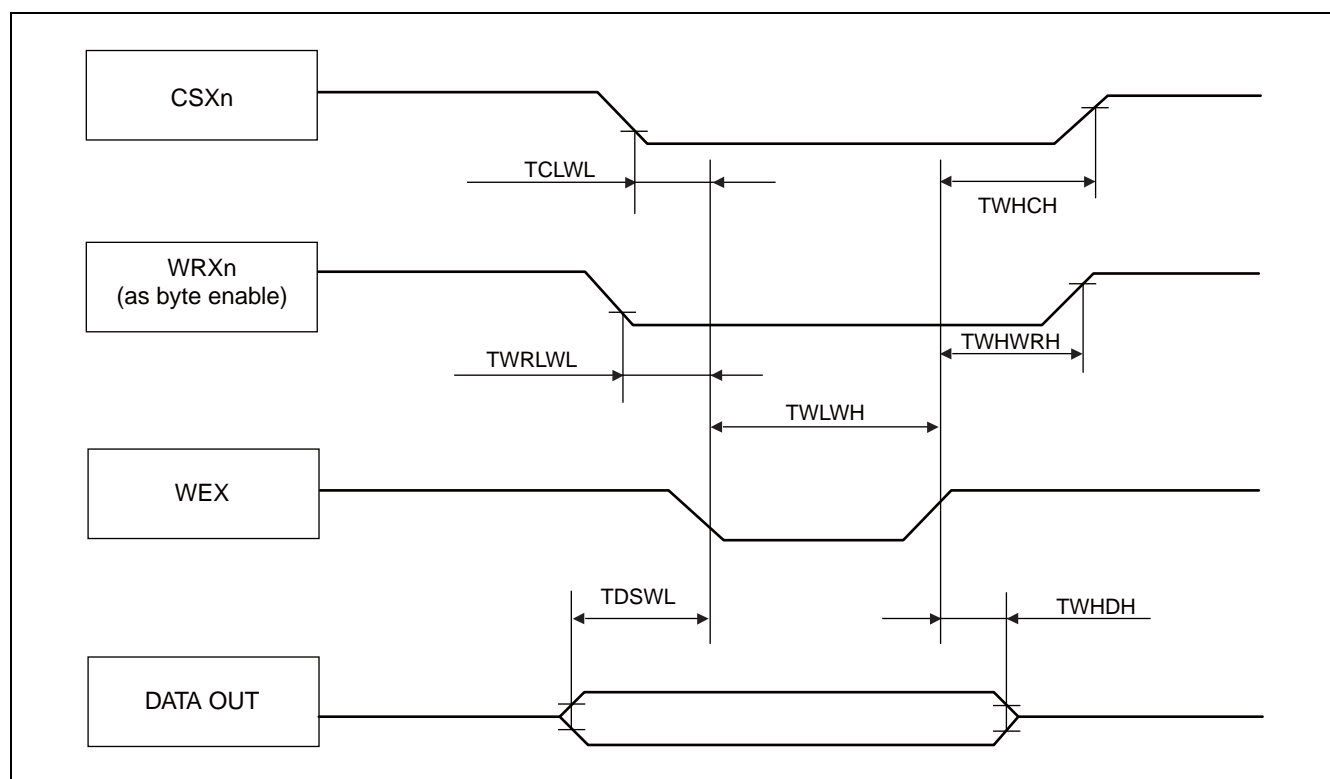 CSXn
TCLWL
TWHCH
WRXn
(as byte enable)
TWRLWL
TWHWRH
TWLWH
WEX
TDSWL
TWHDH
DATA OUT